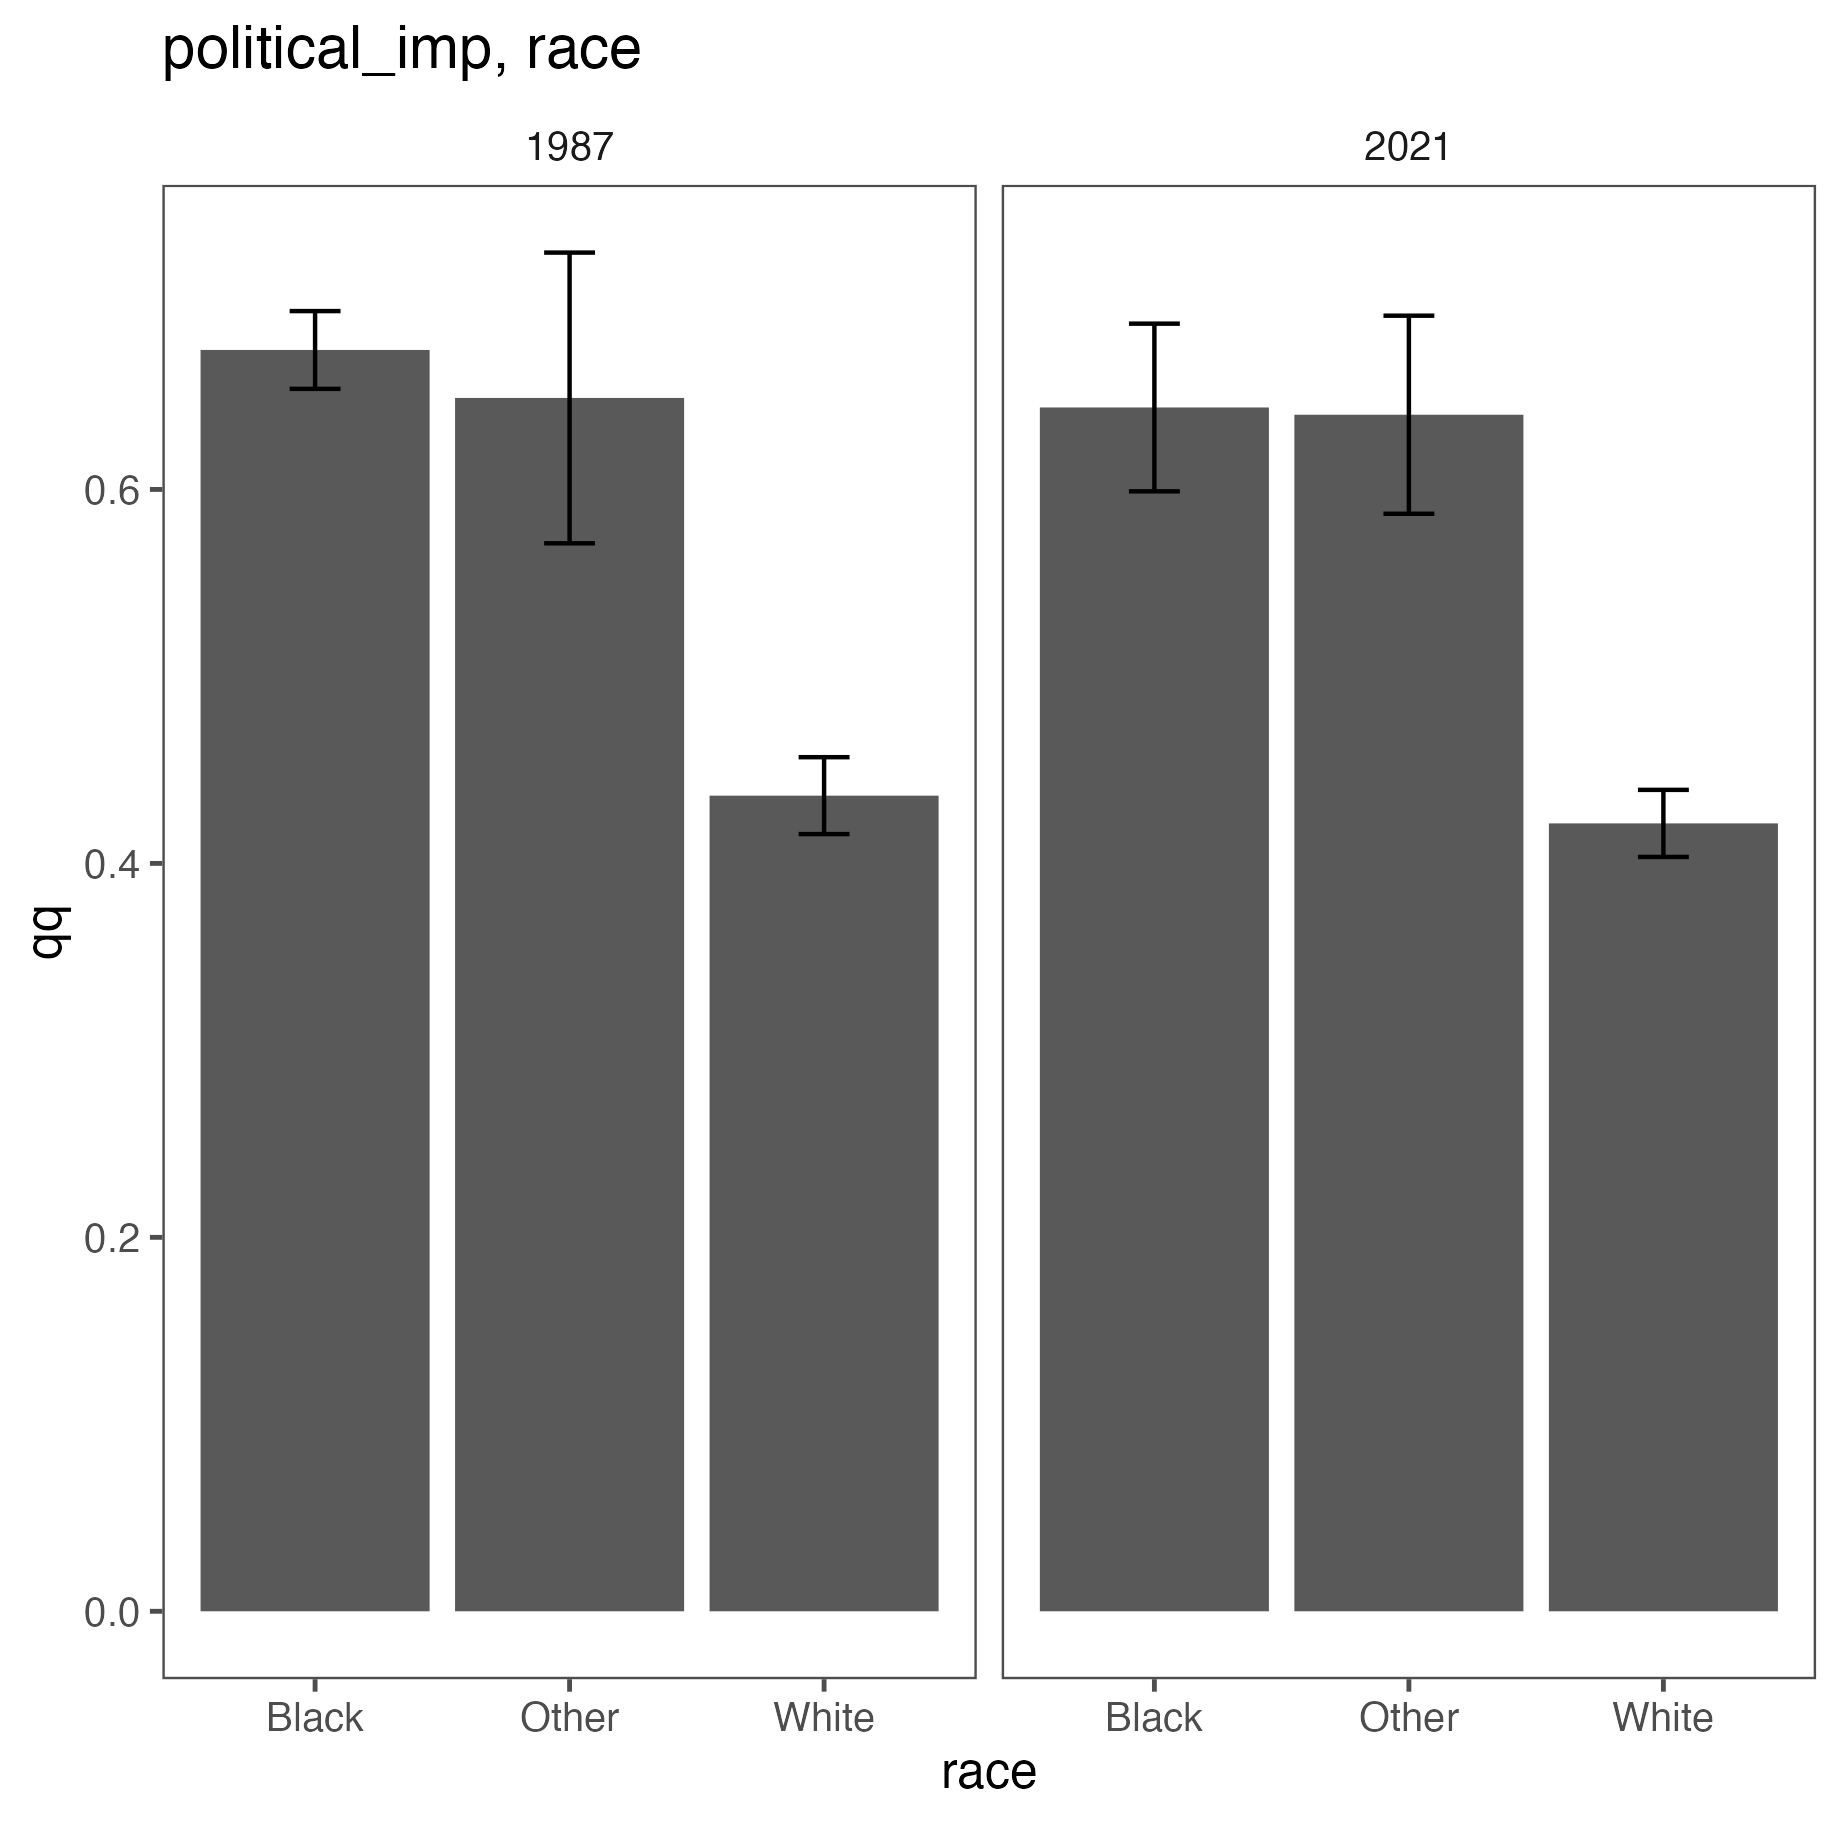 political_imp, race
1987
2021
0.6
0.4
0.2
0.0
qq
Black
Other
White
Black
Other
White
race